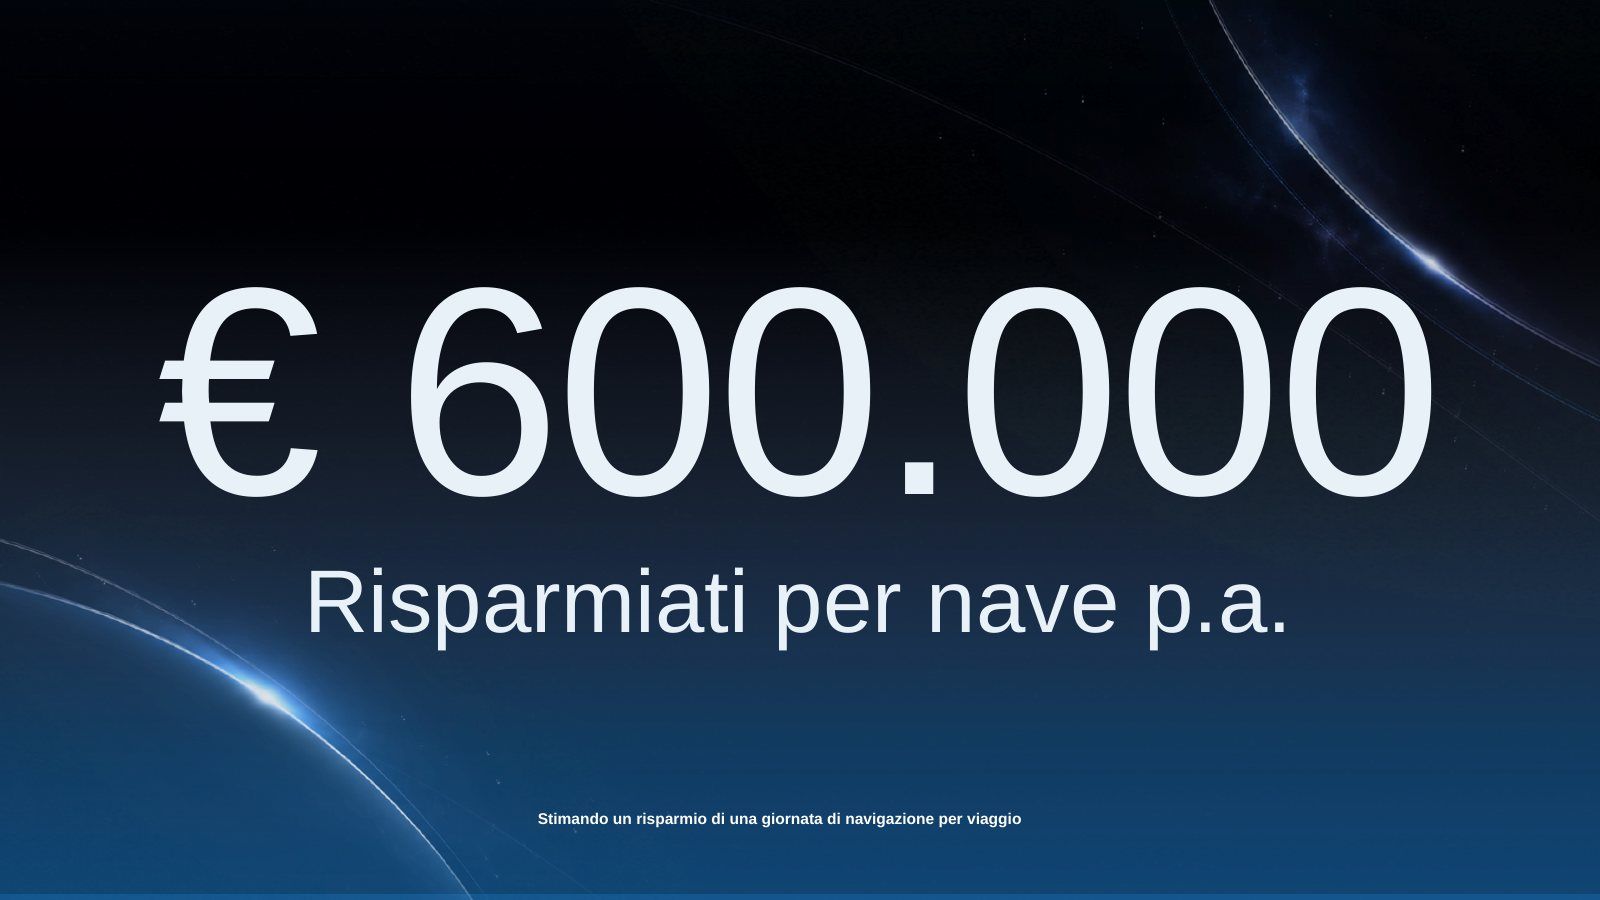 € 600.000
Risparmiati per nave p.a.
Stimando un risparmio di una giornata di navigazione per viaggio